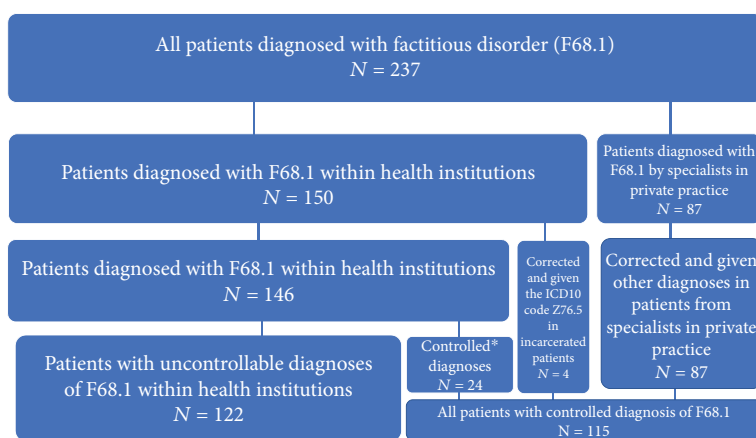 All patients diagnosed with factitious disorder (F68.1)
N = 237
Patients diagnosed with F68.1 within health institutions
N = 150
Patients diagnosed with
F68.1 by specialists in
private practice
N = 87
Patients diagnosed with F68.1 within health institutions
N = 146
Corrected
and given
the ICD10
code Z76.5
in
incarcerated
patients
N = 4
Corrected and given
other diagnoses in
patients from
specialists in private
practice
N = 87
Patients with uncontrollable diagnoses
of F68.1 within health institutions
N = 122
Controlled*
diagnoses
N = 24
All patients with controlled diagnosis of F68.1
N = 115